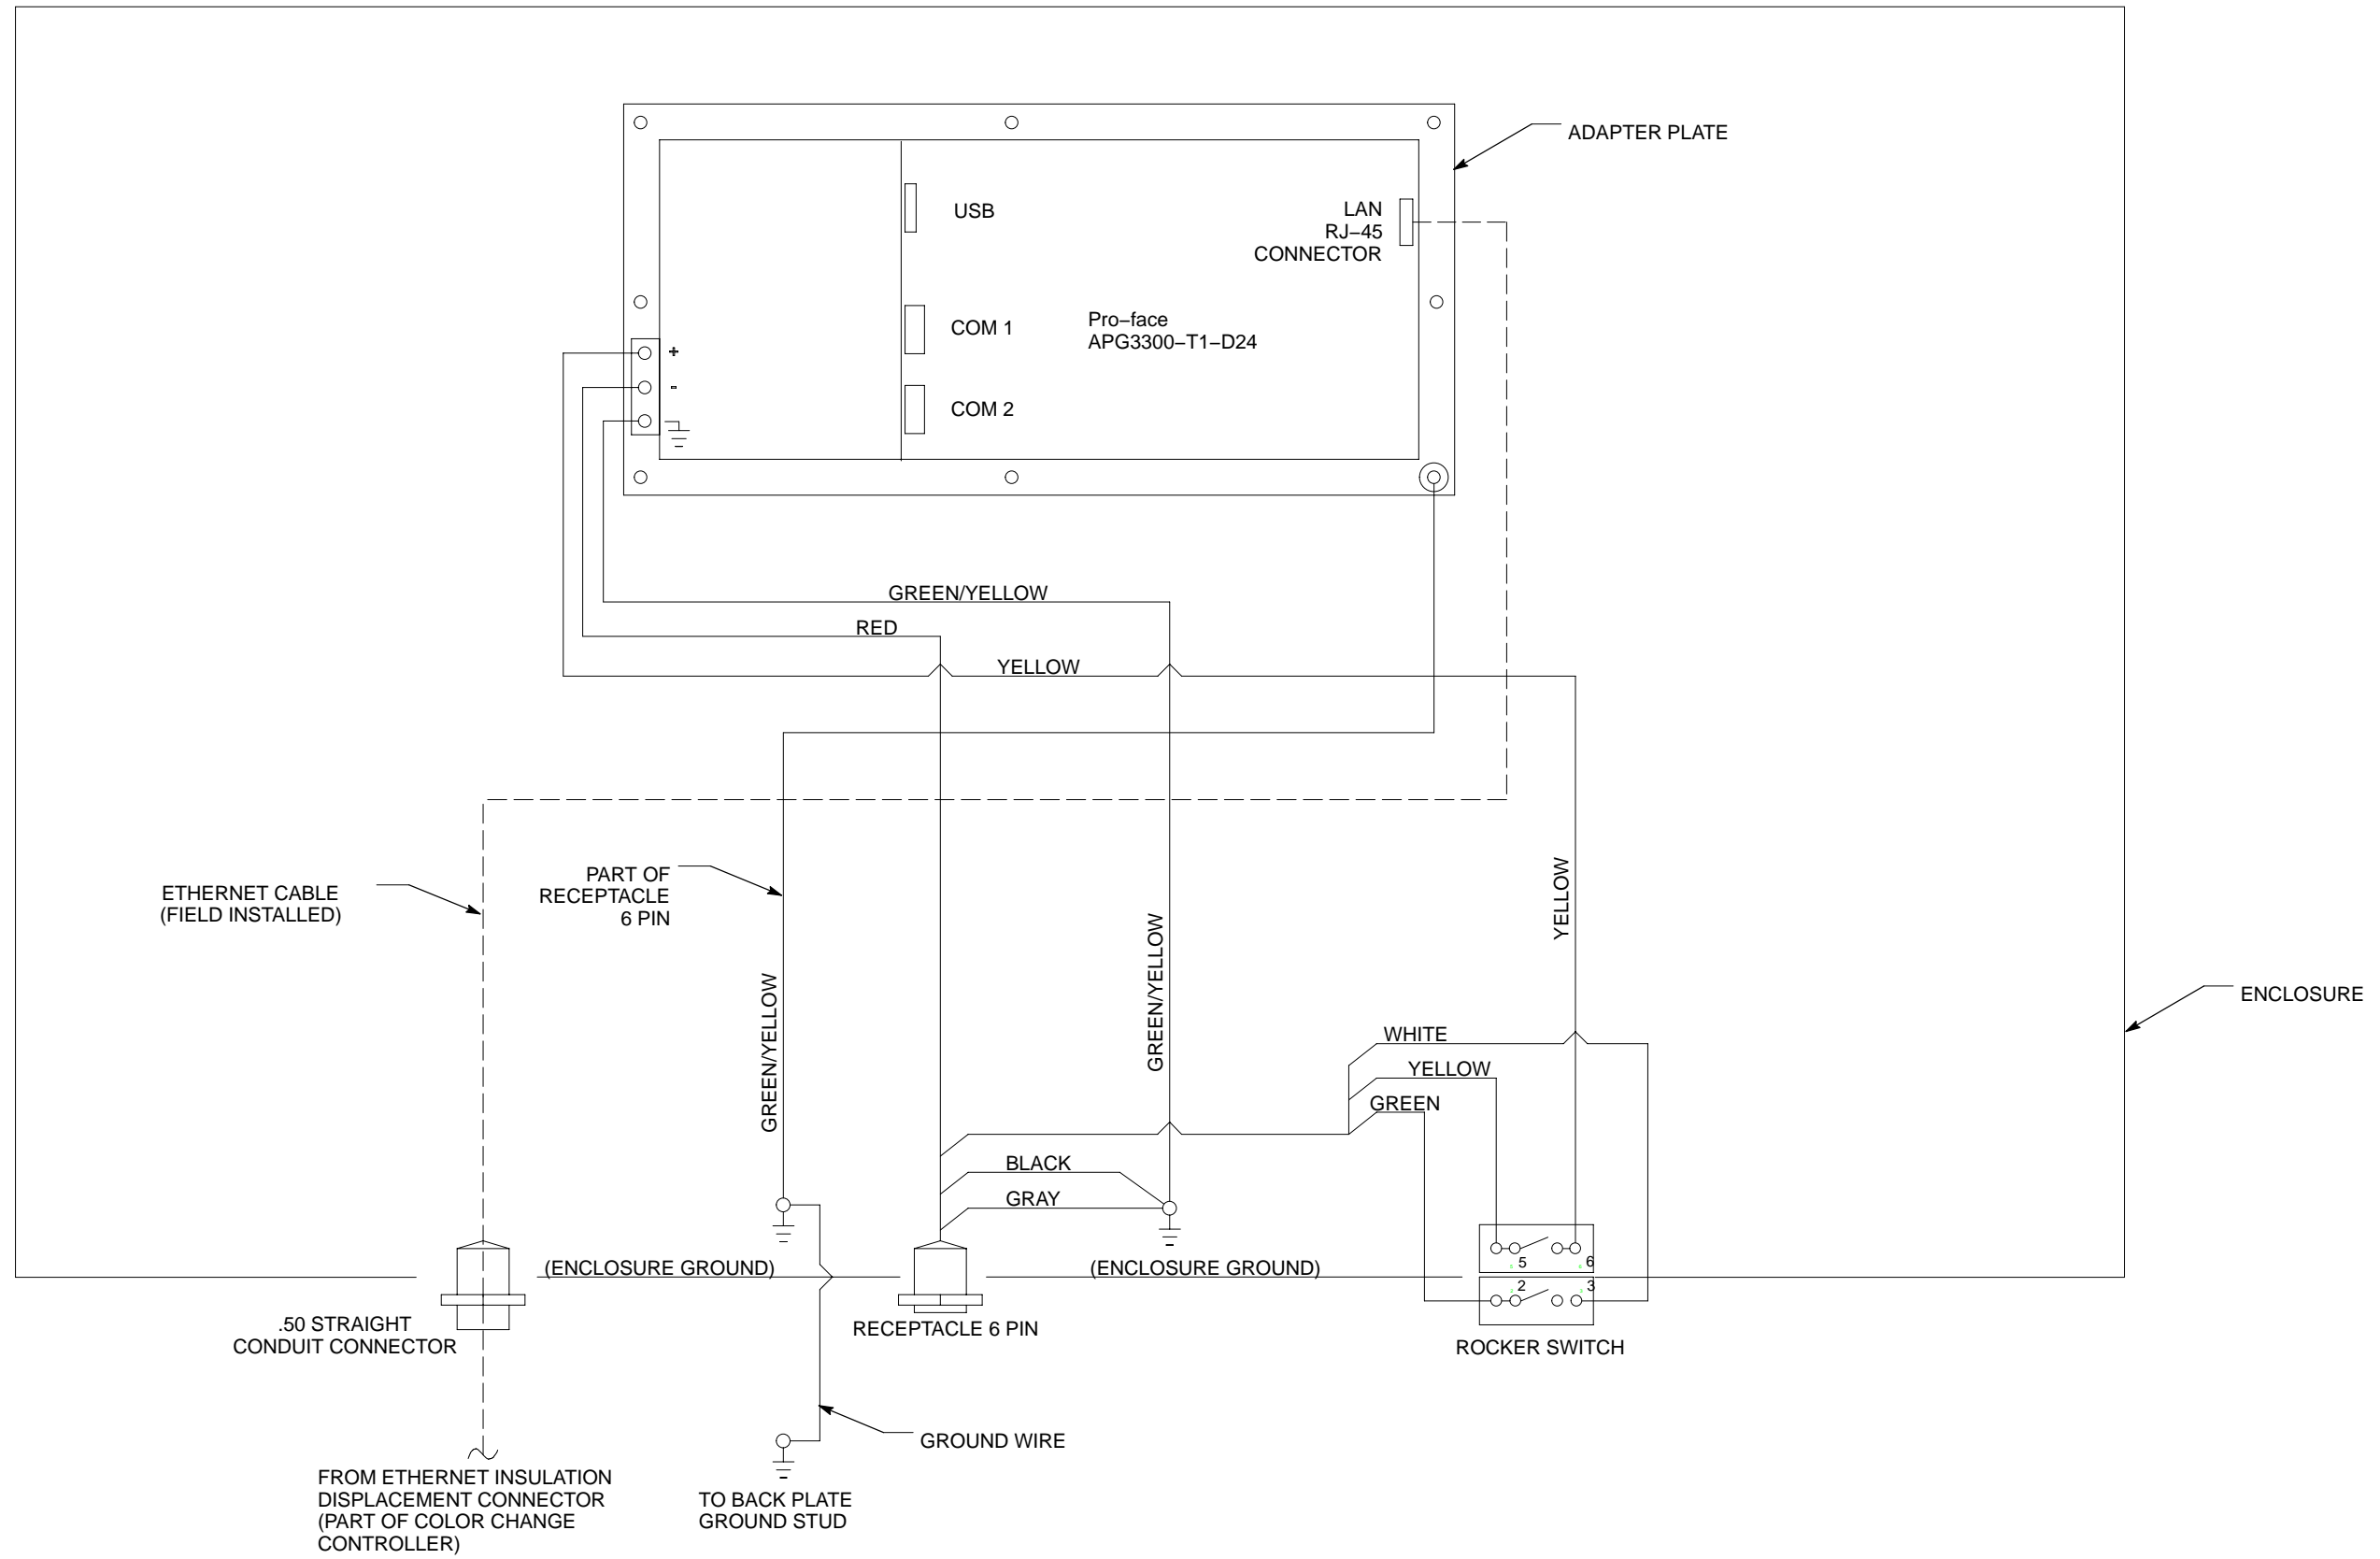 ADAPTER PLATE
USB
LAN
RJ−45
CONNECTOR
COM 1
Pro−face
APG3300−T1−D24
+
-
COM 2
GREEN/YELLOW
RED
YELLOW
ETHERNET CABLE
(FIELD INSTALLED)
PART OF
RECEPTACLE
6 PIN
GREEN/YELLOW
GREEN/YELLOW
YELLOW
ENCLOSURE
WHITE
YELLOW
GREEN
BLACK
GRAY
(ENCLOSURE GROUND)
(ENCLOSURE GROUND)
5
6
2
3
.50 STRAIGHT
CONDUIT CONNECTOR
RECEPTACLE 6 PIN
ROCKER SWITCH
GROUND WIRE
FROM ETHERNET INSULATION
DISPLACEMENT CONNECTOR
(PART OF COLOR CHANGE
CONTROLLER)
TO BACK PLATE
GROUND STUD